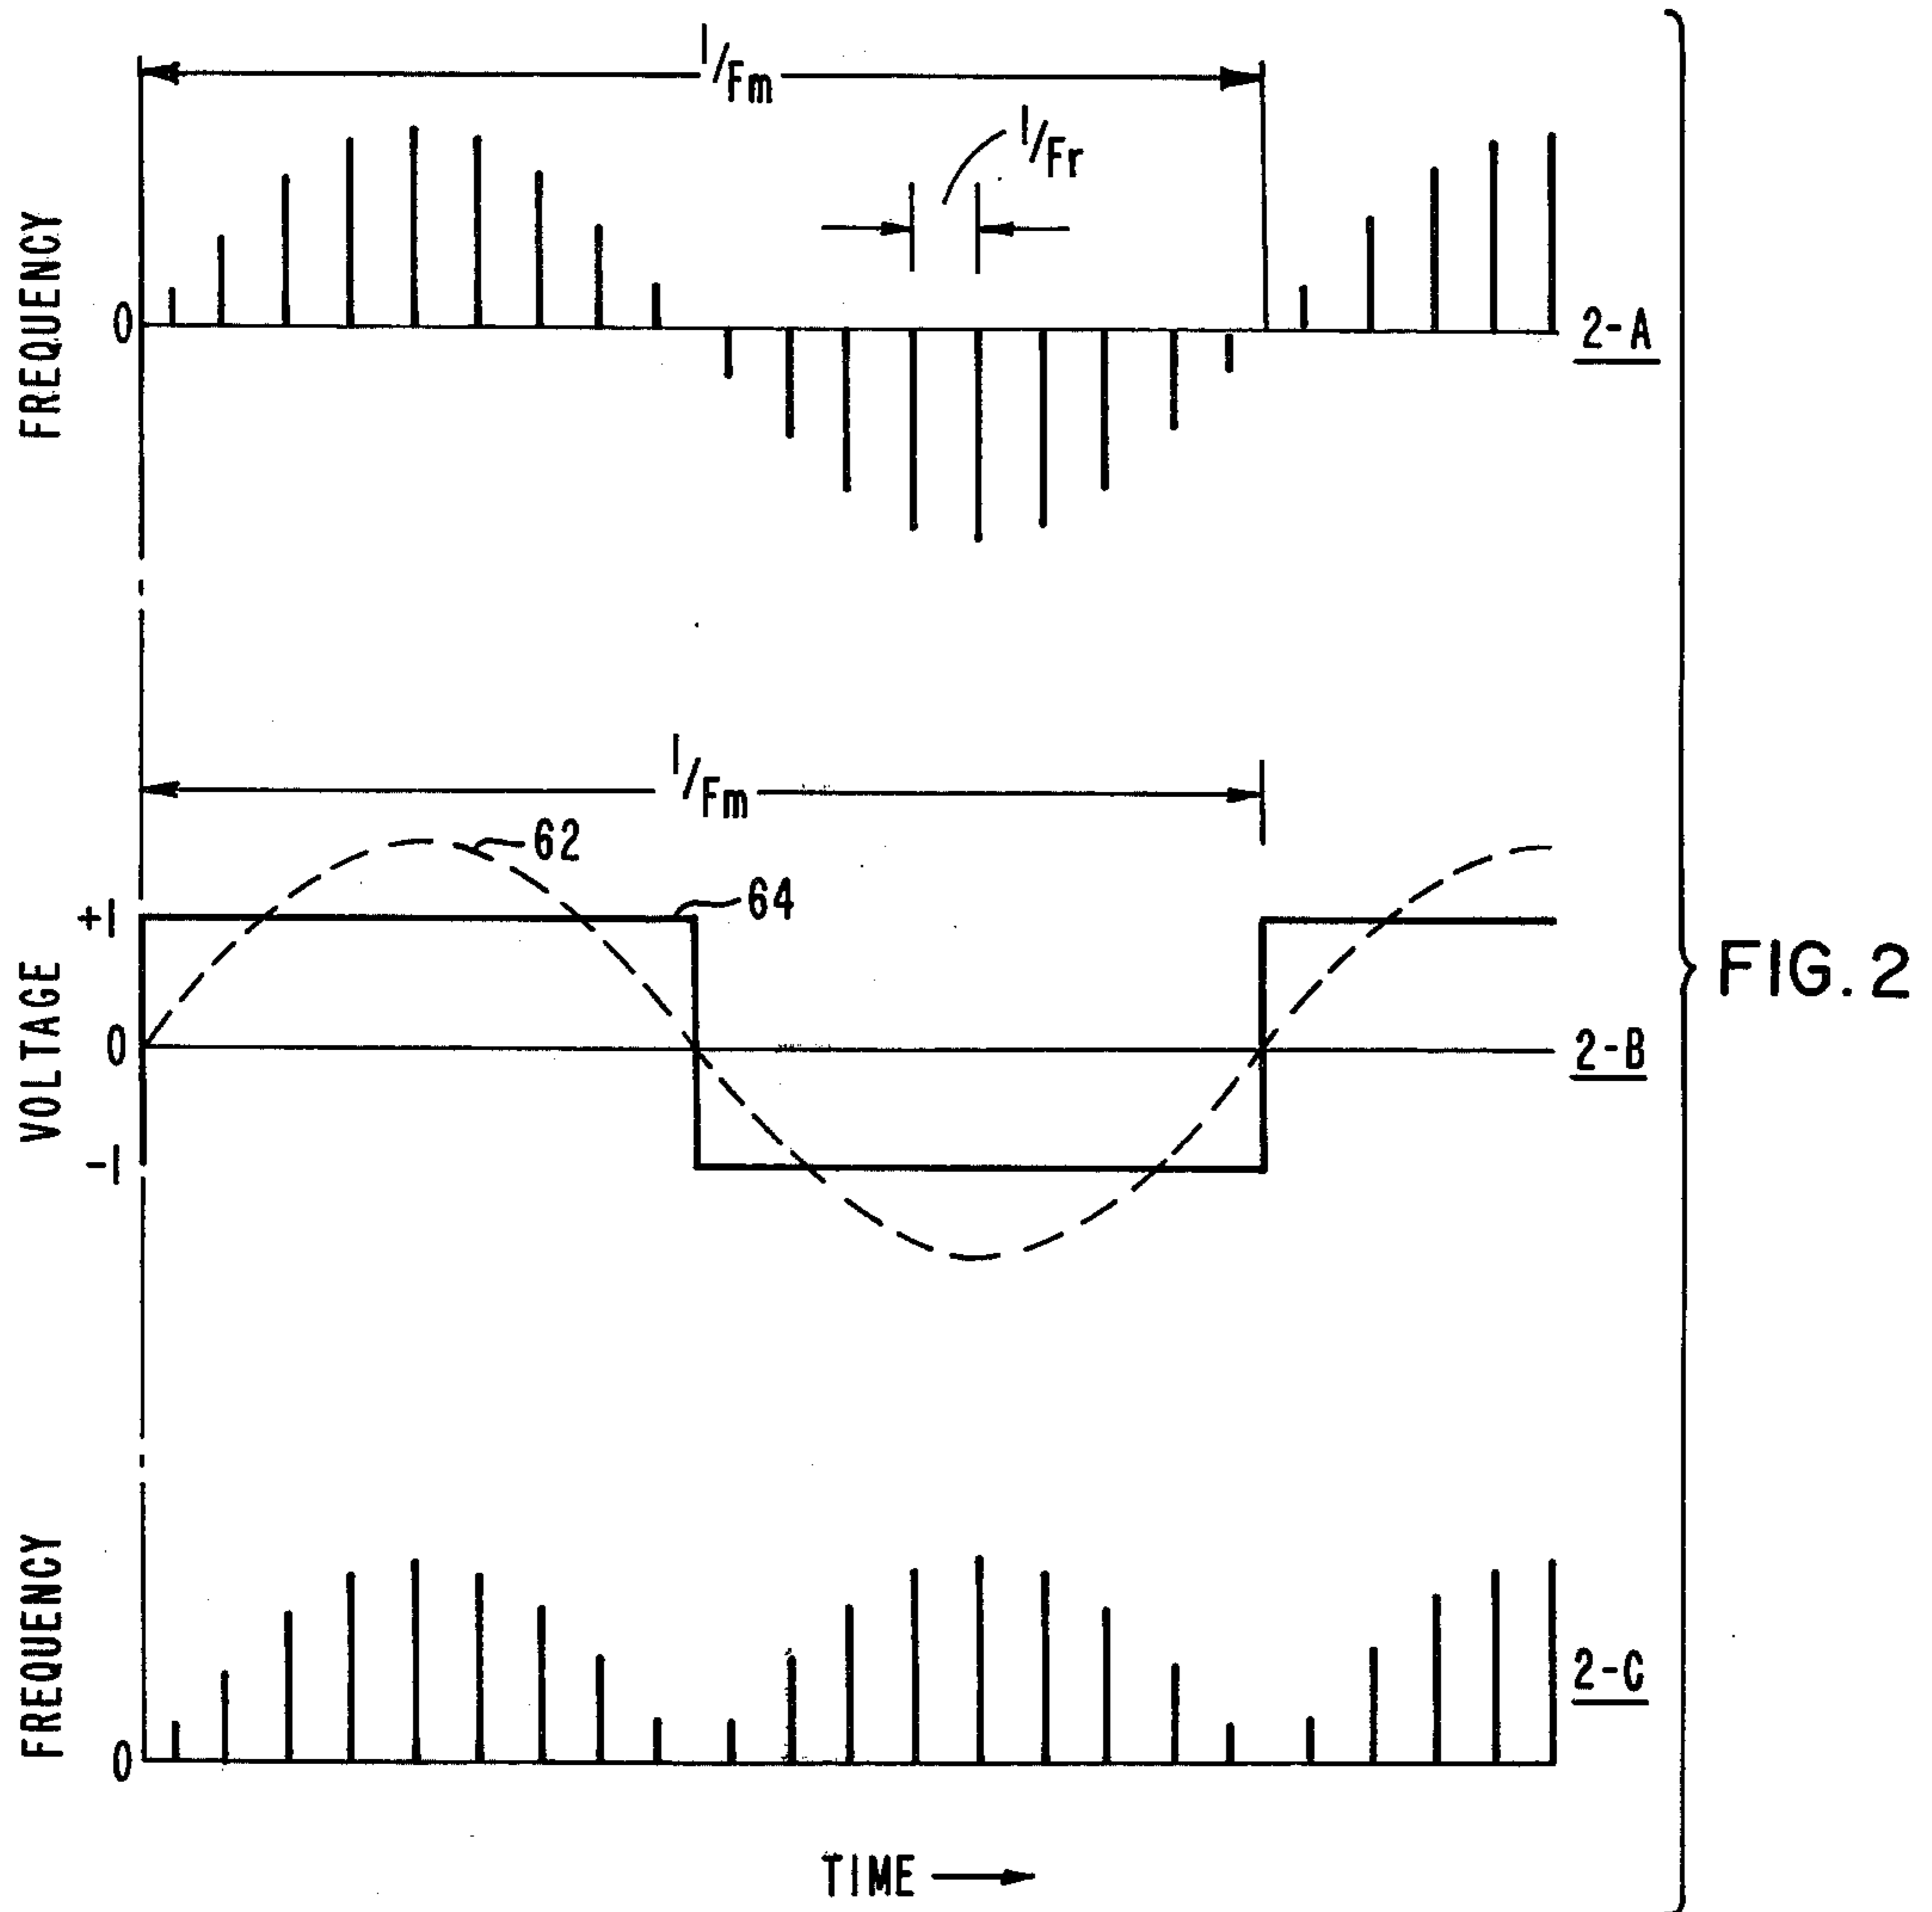 1/Fm
1/Fr
FREQUENCY
0
2-A
1/Fm
62
64
+1
VOLTAGE
0
-1
2-B
FIG. 2
FREQUENCY
0
2-C
TIME